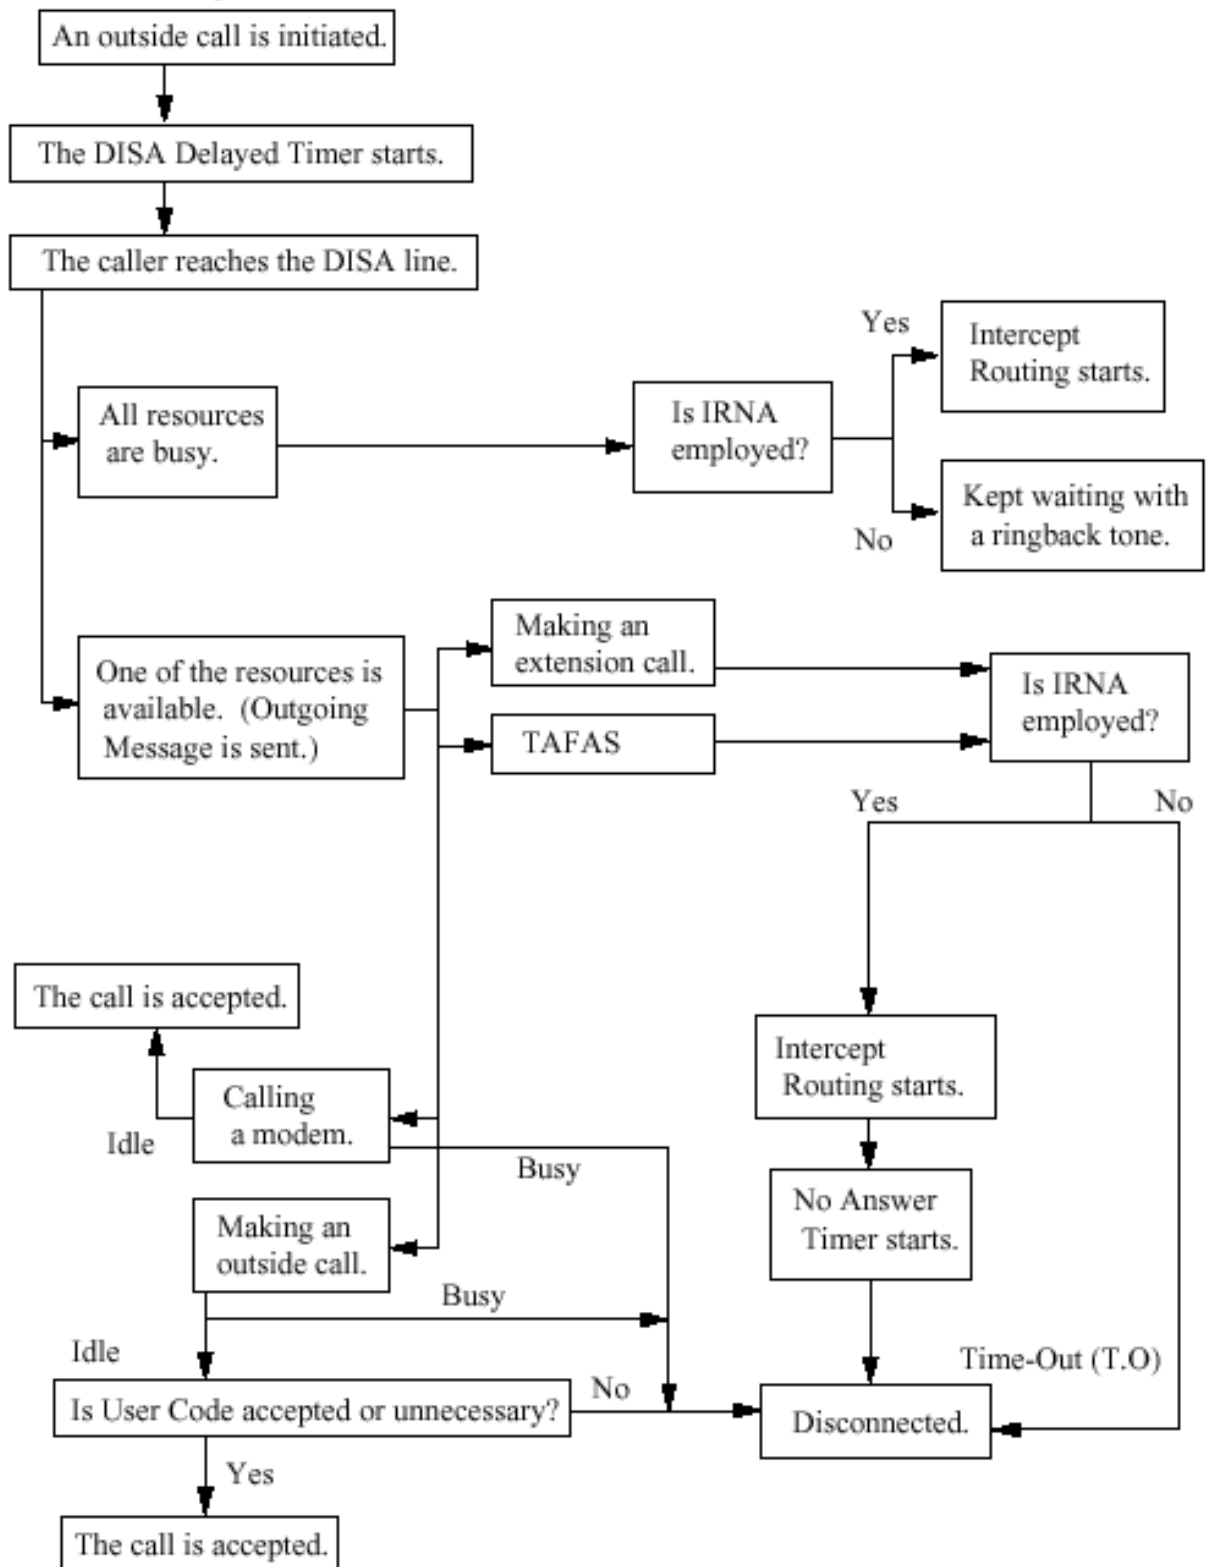 An outside call is initiated.
The DISA Delayed Timer starts.
The caller reaches the DISA line.
All resources
are busy.
Is IRNA
employed?
Yes
Intercept
Routing starts.
No
Kept waiting with
a ringback tone.
One of the resources is
available. (Outgoing
Message is sent.)
Making an
extension call.
TAFAS
Is IRNA
employed?
Yes
No
The call is accepted.
Idle
Calling
a modem.
Busy
Intercept
Routing starts.
No Answer
Timer starts.
Making an
outside call.
Busy
Idle
Time-Out (T.O)
Is User Code accepted or unnecessary?
No
Disconnected.
Yes
The call is accepted.